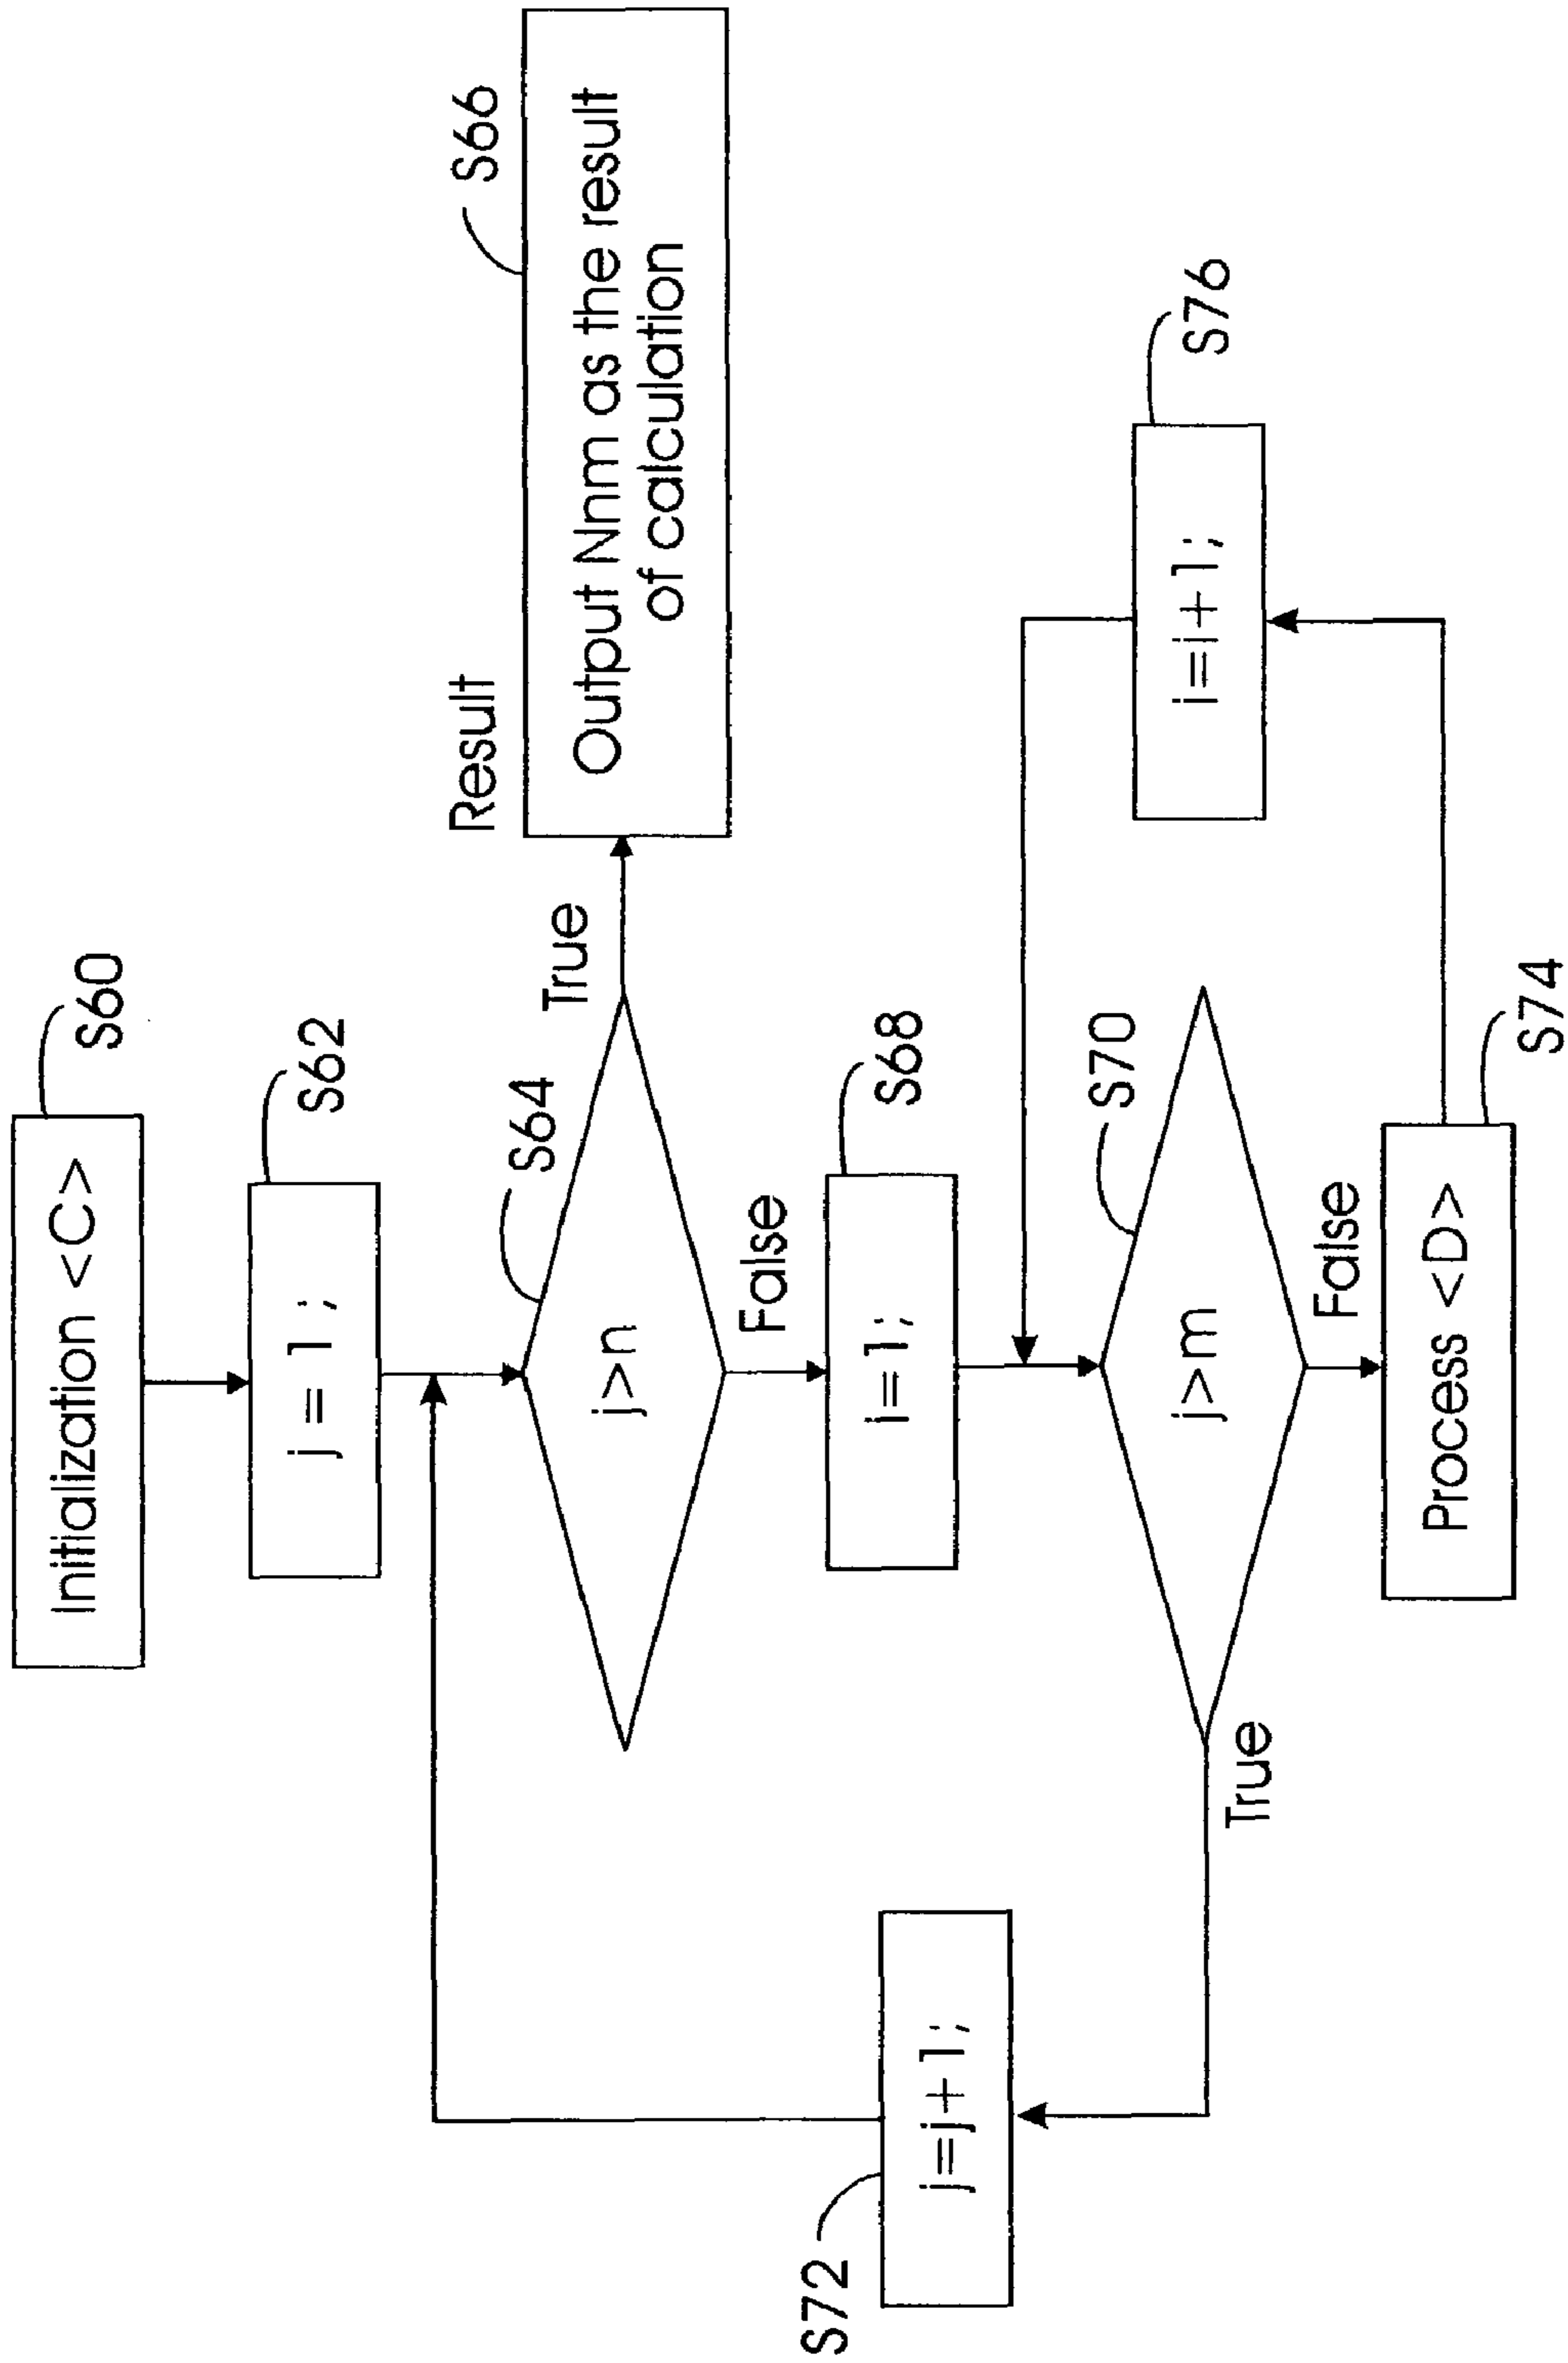 Initialization <C>
S60
j = 1 ;
S62
S64
j>n
True
Result
S66
Output Nnm as the result
of calculation
False
i=1;
S68
S70
j>m
True
S72
j=j+1;
False
Process <D>
S74
i=i+1;
S76